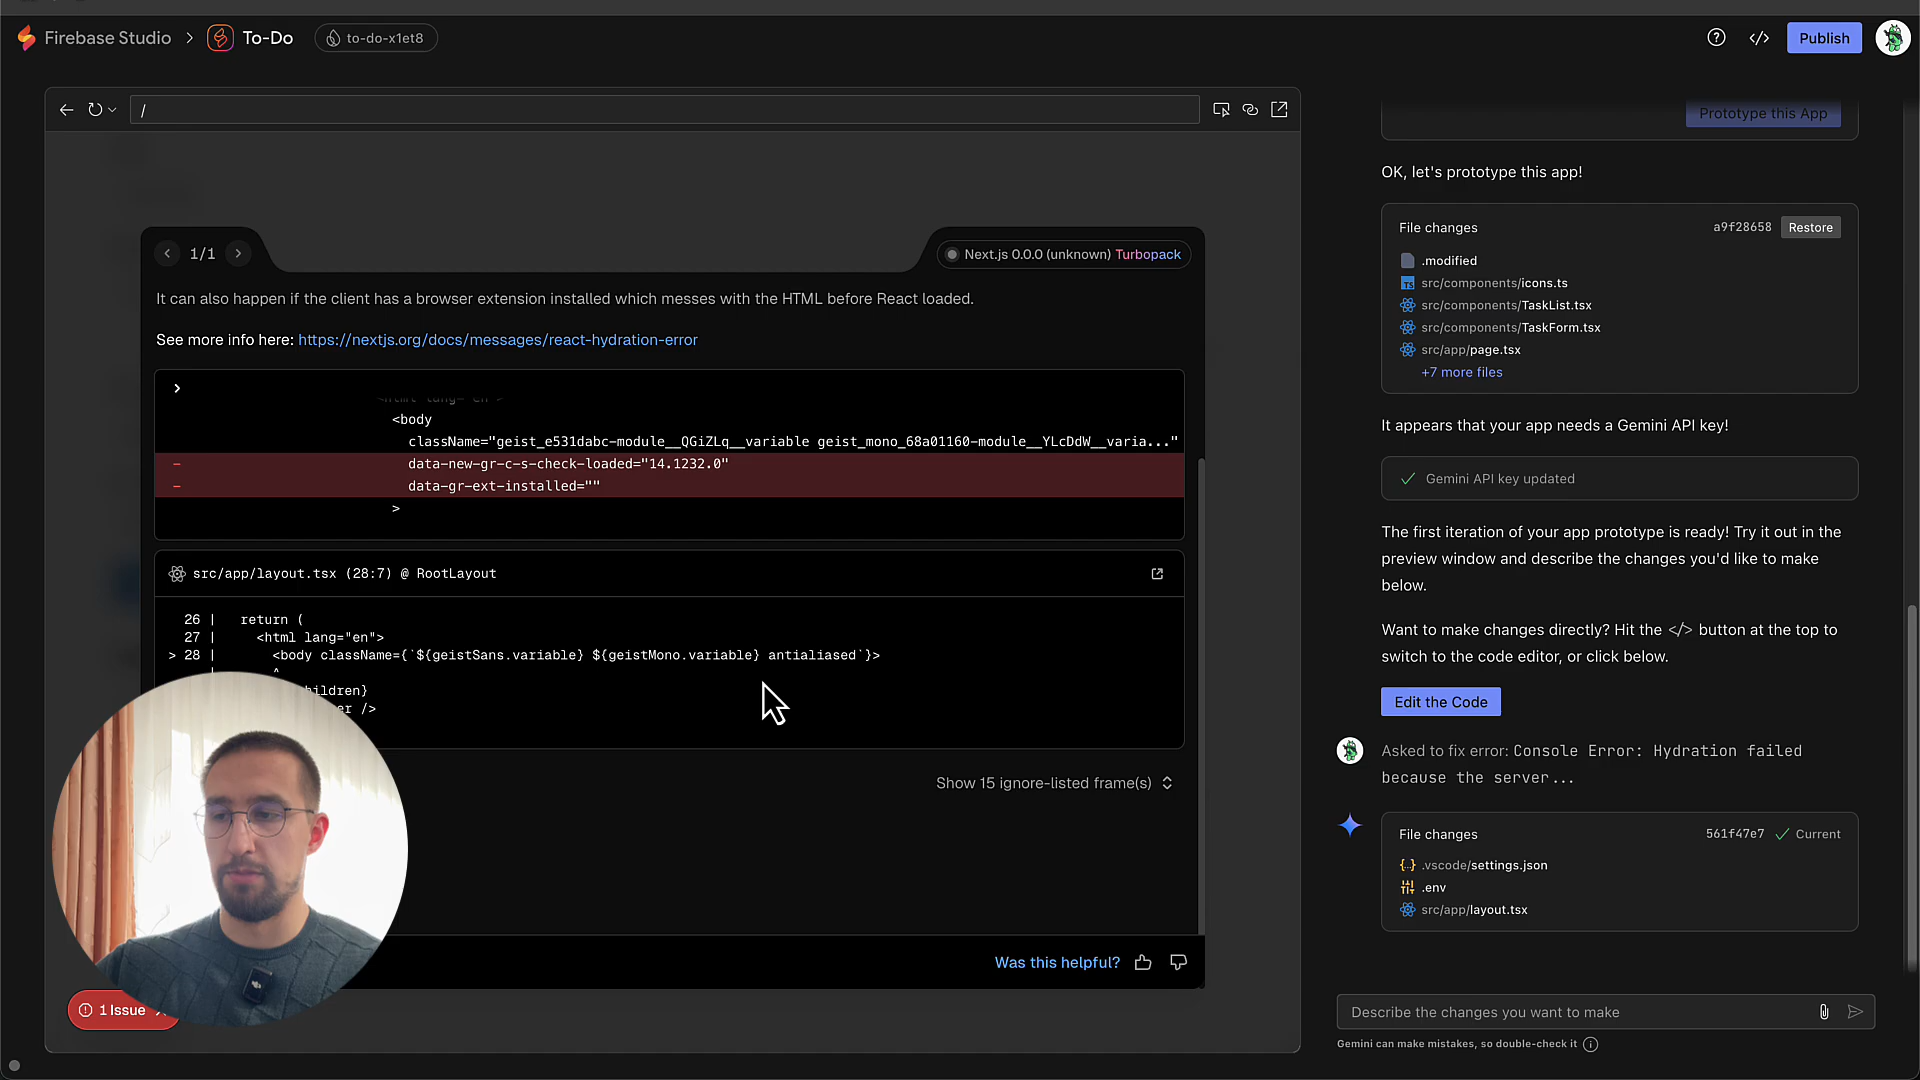 Firebase Studio
To-Do
to-do-x1et8
Publish
/
1/1
Next.js 0.0.0 (unknown) Turbopack
It can also happen if the client has a browser extension installed which messes with the HTML before React loaded.
See more info here: https://nextjs.org/docs/messages/react-hydration-error
<html lang="en">
<body
className="geist_e531dabc-module__QGiZLq__variable geist_mono_68a01160-module__YLcDdW__varia..."
- data-new-gr-c-s-check-loaded="14.1232.0"
- data-gr-ext-installed=""
>
src/app/layout.tsx (28:7) @ RootLayout
26 | return (
27 | <html lang="en">
> 28 | <body className={`${geistSans.variable} ${geistMono.variable} antialiased`}>
| ^
/>
Show 15 ignore-listed frame(s)
Was this helpful?
1 Issue
Prototype this App
OK, let's prototype this app!
File changes
a9f28658
Restore
.modified
src/components/icons.ts
src/components/TaskList.tsx
src/components/TaskForm.tsx
src/app/page.tsx
+7 more files
It appears that your app needs a Gemini API key!
Gemini API key updated
The first iteration of your app prototype is ready! Try it out in the
preview window and describe the changes you'd like to make
below.
Want to make changes directly? Hit the </> button at the top to
switch to the code editor, or click below.
Edit the Code
Asked to fix error: Console Error: Hydration failed
because the server...
File changes
561f47e7
Current
.vscode/settings.json
.env
src/app/layout.tsx
Describe the changes you want to make
Gemini can make mistakes, so double-check it